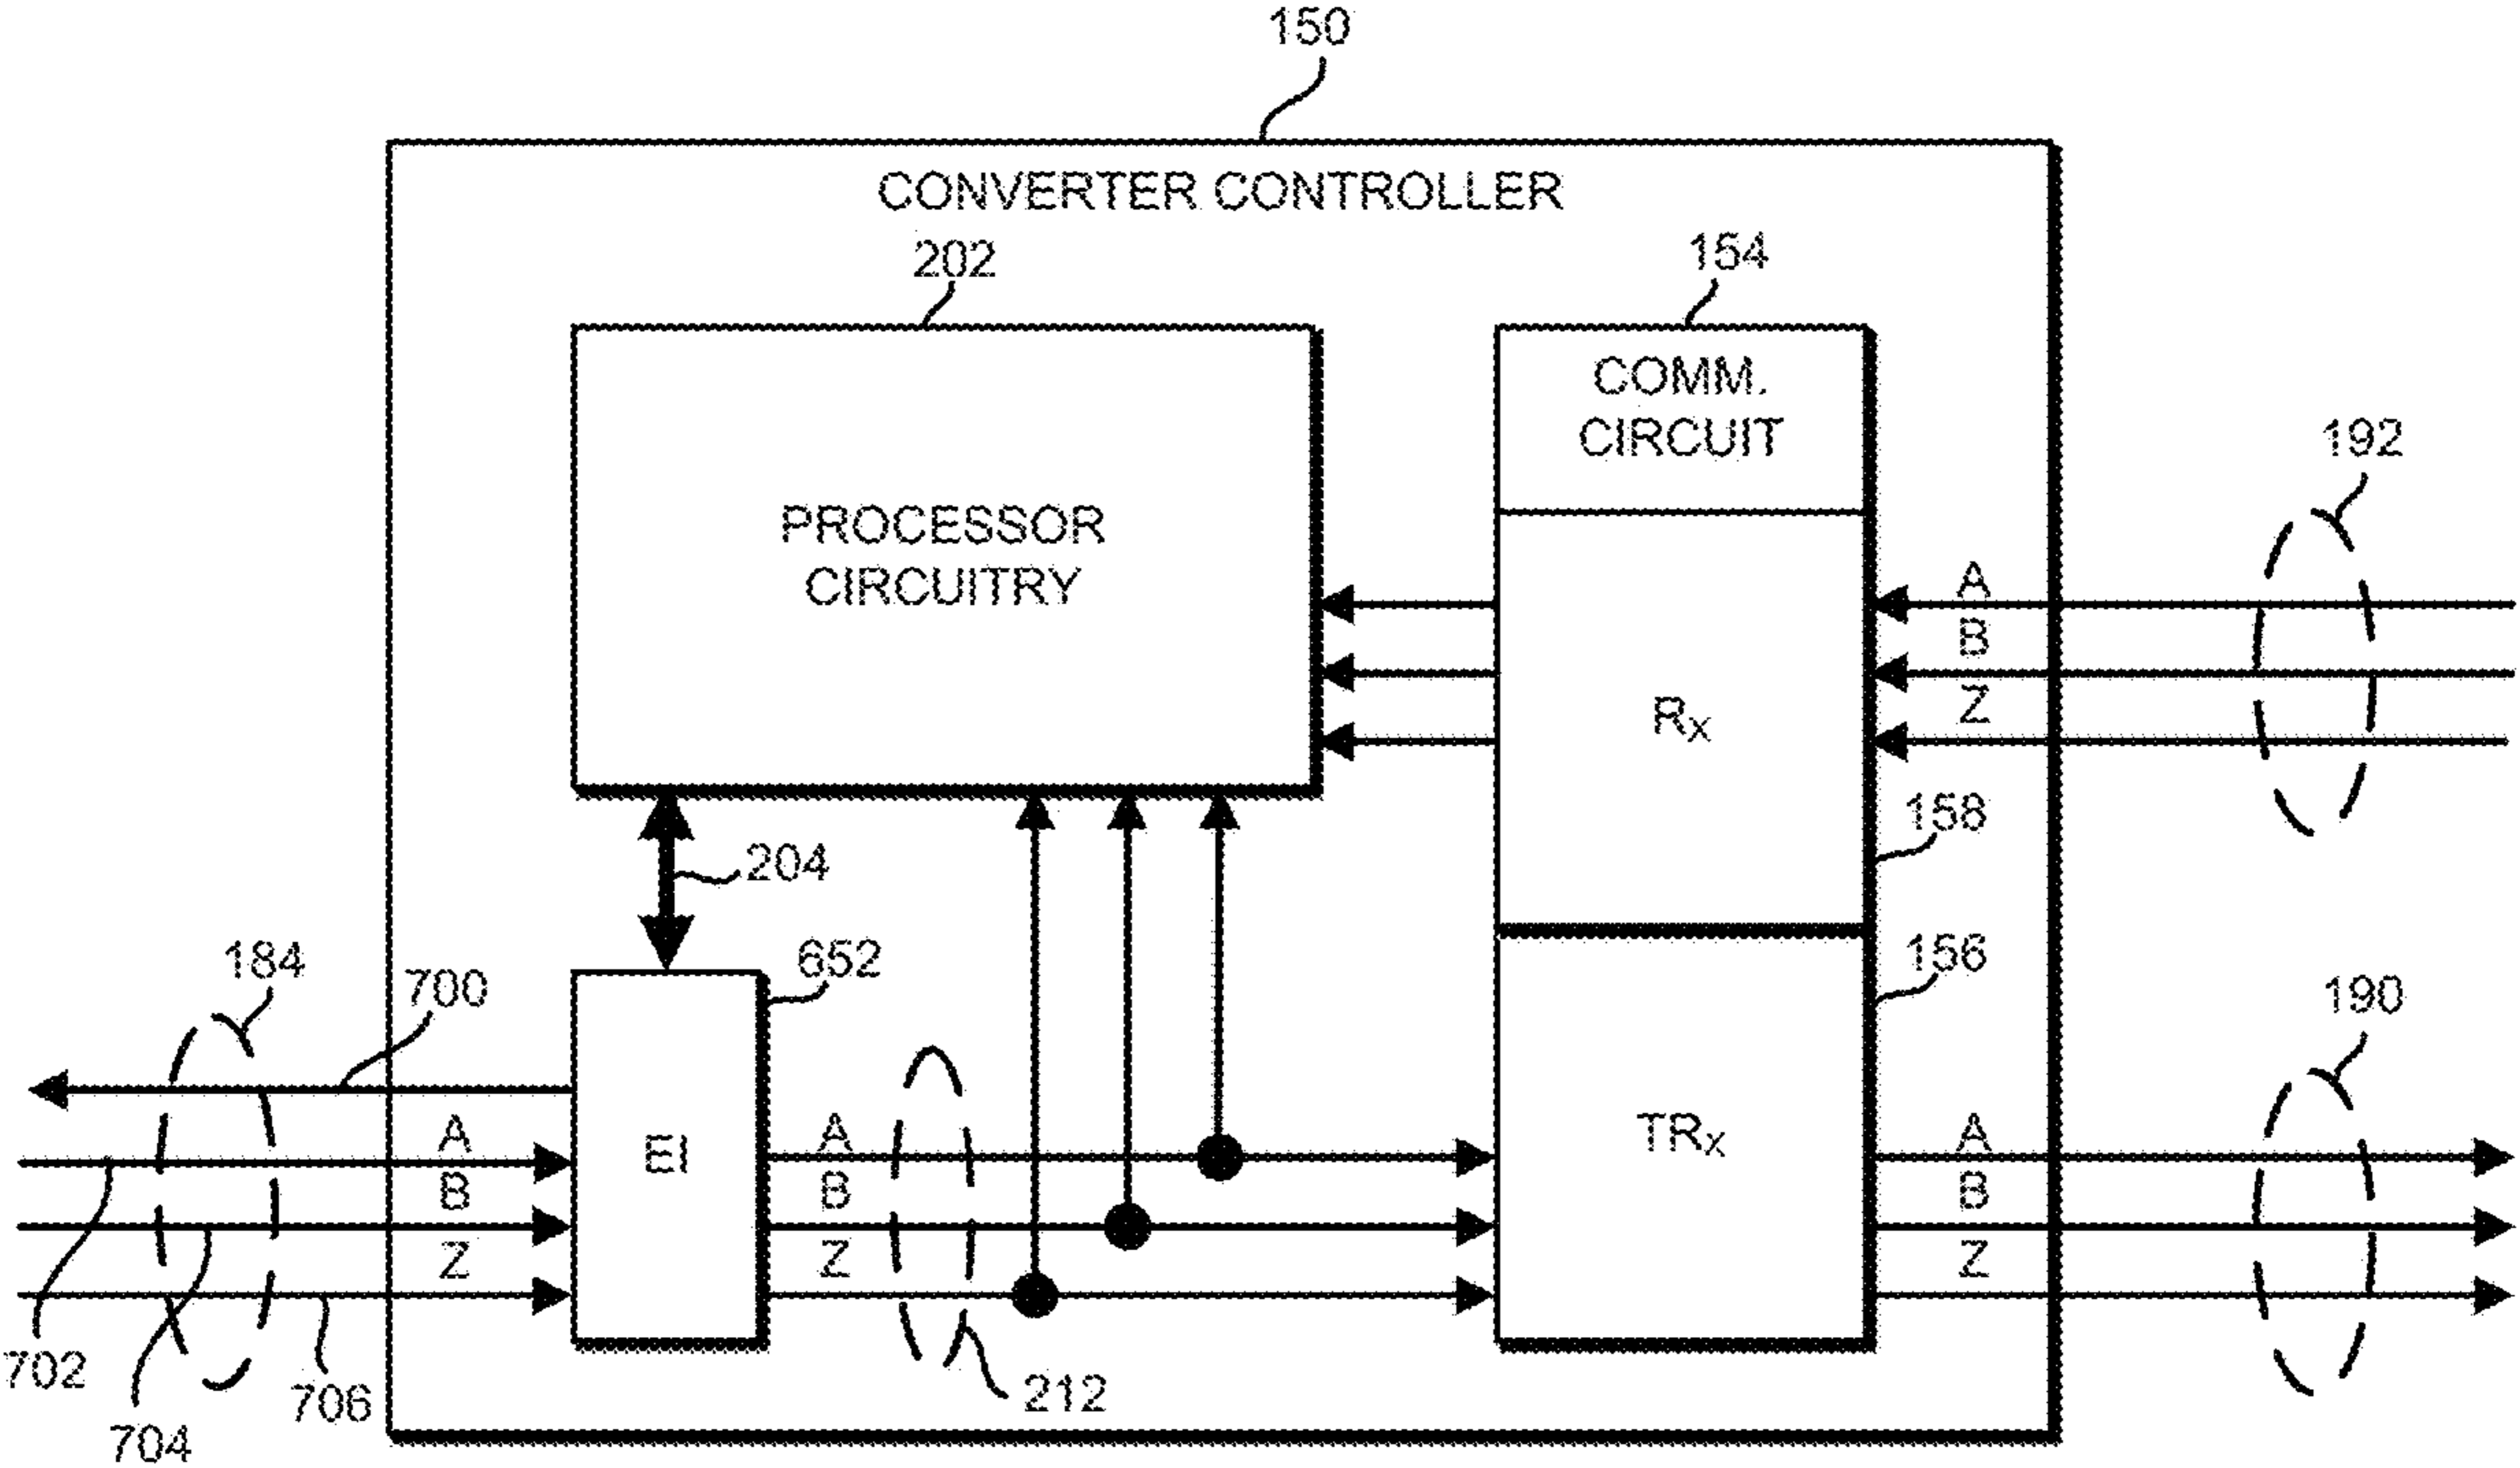 150
CONVERTER CONTROLLER
202
154
COMM.
CIRCUIT
192
PROCESSOR
CIRCUITRY
A
B
Z
RX
158
204
156
184
700
652
190
A
B
Z
EI
A
B
Z
TRX
A
B
Z
702
704
706
212